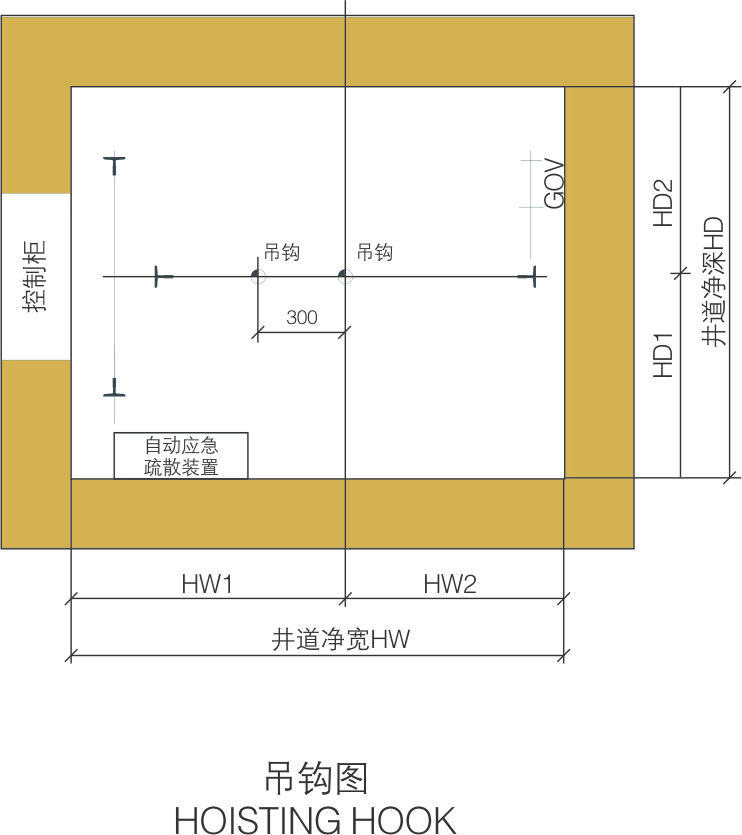 GOV
吊钩
吊钩
控制柜
300
HD2
井道净深HD
HD1
自动应急
疏散装置
HW1
HW2
井道净宽HW
吊钩图
HOISTING HOOK